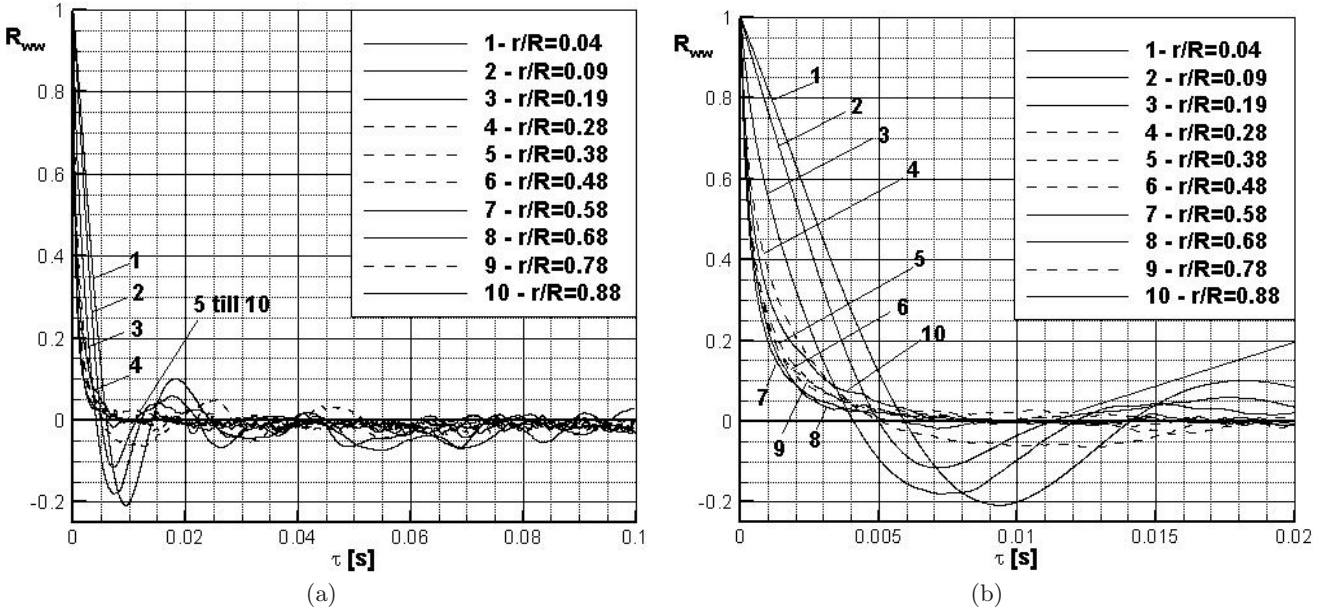 1
R_ww
0.8
0.6
0.4
0.2
0
-0.2
0
0.02
0.04
0.06
0.08
0.1
τ [s]
1- r/R=0.04
2 - r/R=0.09
3 - r/R=0.19
4 - r/R=0.28
5 - r/R=0.38
6 - r/R=0.48
7 - r/R=0.58
8 - r/R=0.68
9 - r/R=0.78
10 - r/R=0.88
1
2
3
4
5 till 10
(a)
1
R_ww
0.8
0.6
0.4
0.2
0
-0.2
0
0.005
0.01
0.015
0.02
τ [s]
1- r/R=0.04
2 - r/R=0.09
3 - r/R=0.19
4 - r/R=0.28
5 - r/R=0.38
6 - r/R=0.48
7 - r/R=0.58
8 - r/R=0.68
9 - r/R=0.78
10 - r/R=0.88
1
2
3
4
5
6
10
7
9
8
(b)